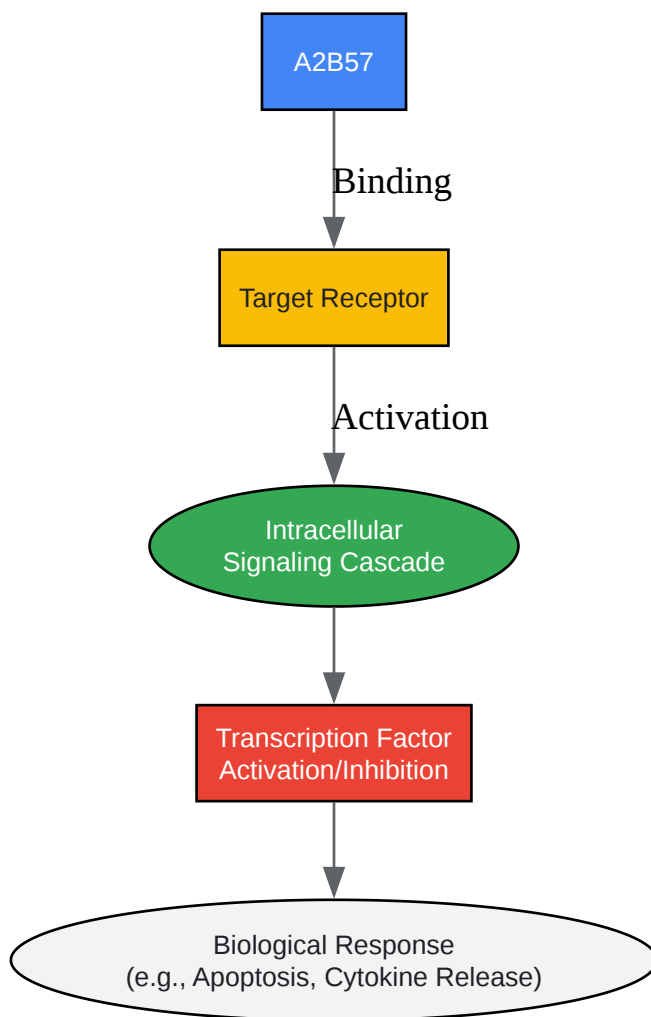 A2B57
Binding
Target Receptor
Activation
Intracellular
Signaling Cascade
Transcription Factor
Activation/Inhibition
Biological Response
(e.g., Apoptosis, Cytokine Release)